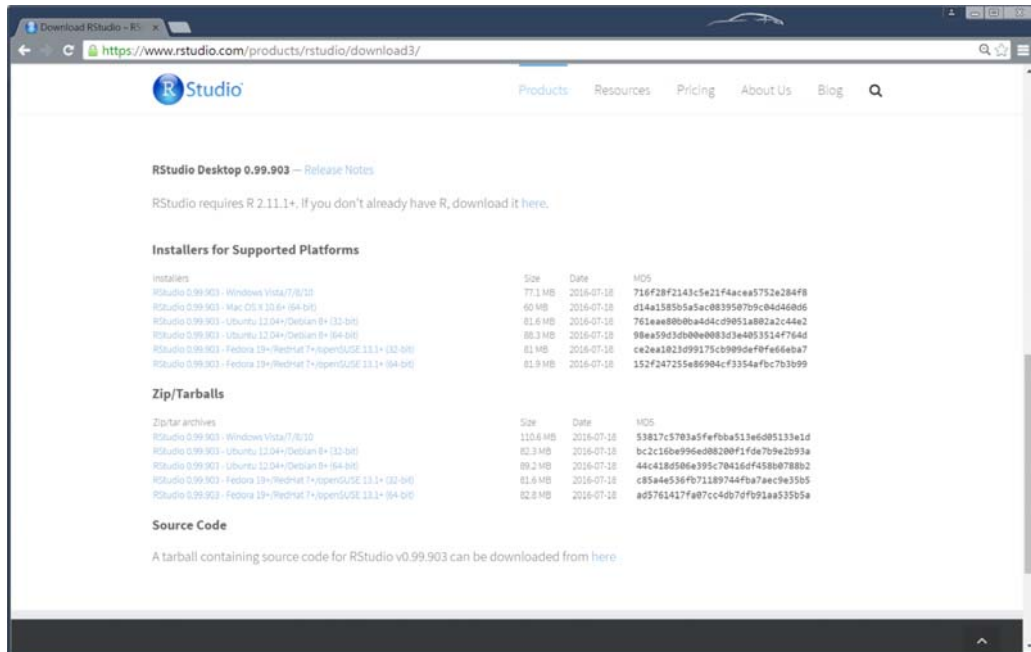 Download RStudio – RS
https://www.rstudio.com/products/rstudio/download3/
R Studio Products Resources Pricing About Us Blog
RStudio Desktop 0.99.903 — Release Notes
RStudio requires R 2.11.1+. If you don't already have R, download it here.
Installers for Supported Platforms
Installers Size Date MD5
RStudio 0.99.903 - Windows Vista/7/8/10 77.1 MB 2016-07-18 716f28f2143c5e21f4acea5752e284f8
RStudio 0.99.903 - Mac OS X 10.6+ (64-bit) 60 MB 2016-07-18 d14a1585b5a5ac0839507b9c04d460d6
RStudio 0.99.903 - Ubuntu 12.04+/Debian 8+ (32-bit) 81.6 MB 2016-07-18 761eae80b0ba4d4cd9051a802a2c44e2
RStudio 0.99.903 - Ubuntu 12.04+/Debian 8+ (64-bit) 88.3 MB 2016-07-18 98ea59d3db00e0083d3e4053514f764d
RStudio 0.99.903 - Fedora 19+/RedHat 7+/openSUSE 13.1+ (32-bit) 81 MB 2016-07-18 ce2ea1023d99175cb909def0fe66eba7
RStudio 0.99.903 - Fedora 19+/RedHat 7+/openSUSE 13.1+ (64-bit) 81.9 MB 2016-07-18 152f247255e86904cf3354afbc7b3b99
Zip/Tarballs
Zip/tar archives Size Date MD5
RStudio 0.99.903 - Windows Vista/7/8/10 110.6 MB 2016-07-18 53817c5703a5fefbba513e6d05133e1d
RStudio 0.99.903 - Ubuntu 12.04+/Debian 8+ (32-bit) 82.3 MB 2016-07-18 bc2c16be996ed08200f1fde7b9e2b93a
RStudio 0.99.903 - Ubuntu 12.04+/Debian 8+ (64-bit) 89.2 MB 2016-07-18 44c418d506e395c70416df458b0788b2
RStudio 0.99.903 - Fedora 19+/RedHat 7+/openSUSE 13.1+ (32-bit) 81.6 MB 2016-07-18 c85a4e536fb71189744fba7aec9e35b5
RStudio 0.99.903 - Fedora 19+/RedHat 7+/openSUSE 13.1+ (64-bit) 82.8 MB 2016-07-18 ad5761417fa07cc4db7dfb91aa535b5a
Source Code
A tarball containing source code for RStudio v0.99.903 can be downloaded from here